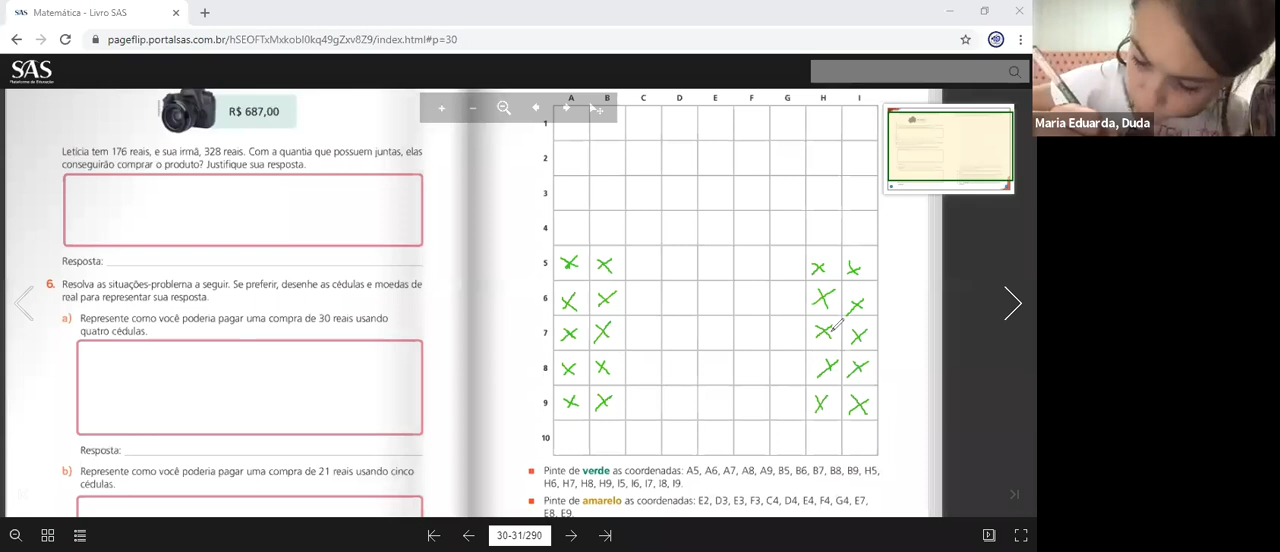 SAS Matemática - Livro SAS
pageflip.portalsas.com.br/hSEOFTxMxkobI0kq49gZxv8Z9/index.html#p=30
SAS
Plataforma de Educação
R$ 687,00
Letícia tem 176 reais, e sua irmã, 328 reais. Com a quantia que possuem juntas, elas
conseguirão comprar o produto? Justifique sua resposta.
Resposta:
6. Resolva as situações-problema a seguir. Se preferir, desenhe as cédulas e moedas de
real para representar sua resposta.
a) Represente como você poderia pagar uma compra de 30 reais usando
quatro cédulas.
Resposta:
b) Represente como você poderia pagar uma compra de 21 reais usando cinco
cédulas.
A B C D E F G H I
1
2
3
4
5 X X X X
6 X X X X
7 X X X X
8 X X X X
9 X X X X
10
Pinte de verde as coordenadas: A5, A6, A7, A8, A9, B5, B6, B7, B8, B9, H5,
H6, H7, H8, H9, I5, I6, I7, I8, I9.
Pinte de amarelo as coordenadas: E2, D3, E3, F3, C4, D4, E4, F4, G4, E7,
E8, E9.
Maria Eduarda, Duda
30-31/290